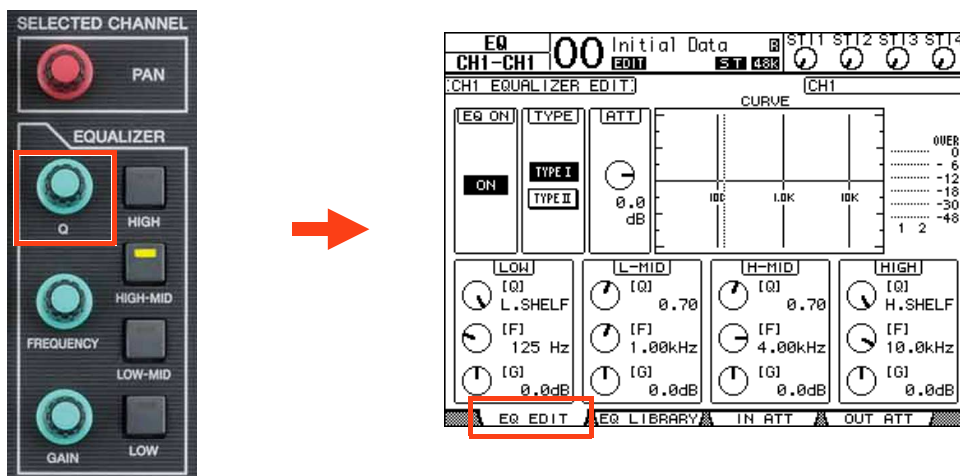 SELECTED CHANNEL
PAN
EQUALIZER
Q
HIGH
HIGH-MID
FREQUENCY
LOW-MID
GAIN
LOW
EQ
CH1-CH1
00 Initial Data
EDIT
ST 48K
STI1 STI2 STI3 STI4
CH1 EQUALIZER EDIT
CH1
CURVE
EQ ON
TYPE
ATT
ON
TYPE I
TYPE II
0.0
dB
100 1.0K 10K
OVER
0
- 6
-12
-18
-30
-48
1 2
LOW
[Q]
L.SHELF
[F]
125 Hz
[G]
0.0dB
L-MID
[Q]
0.70
[F]
1.00kHz
[G]
0.0dB
H-MID
[Q]
0.70
[F]
4.00kHz
[G]
0.0dB
HIGH
[Q]
H.SHELF
[F]
10.0kHz
[G]
0.0dB
EQ EDIT
EQ LIBRARY
IN ATT
OUT ATT